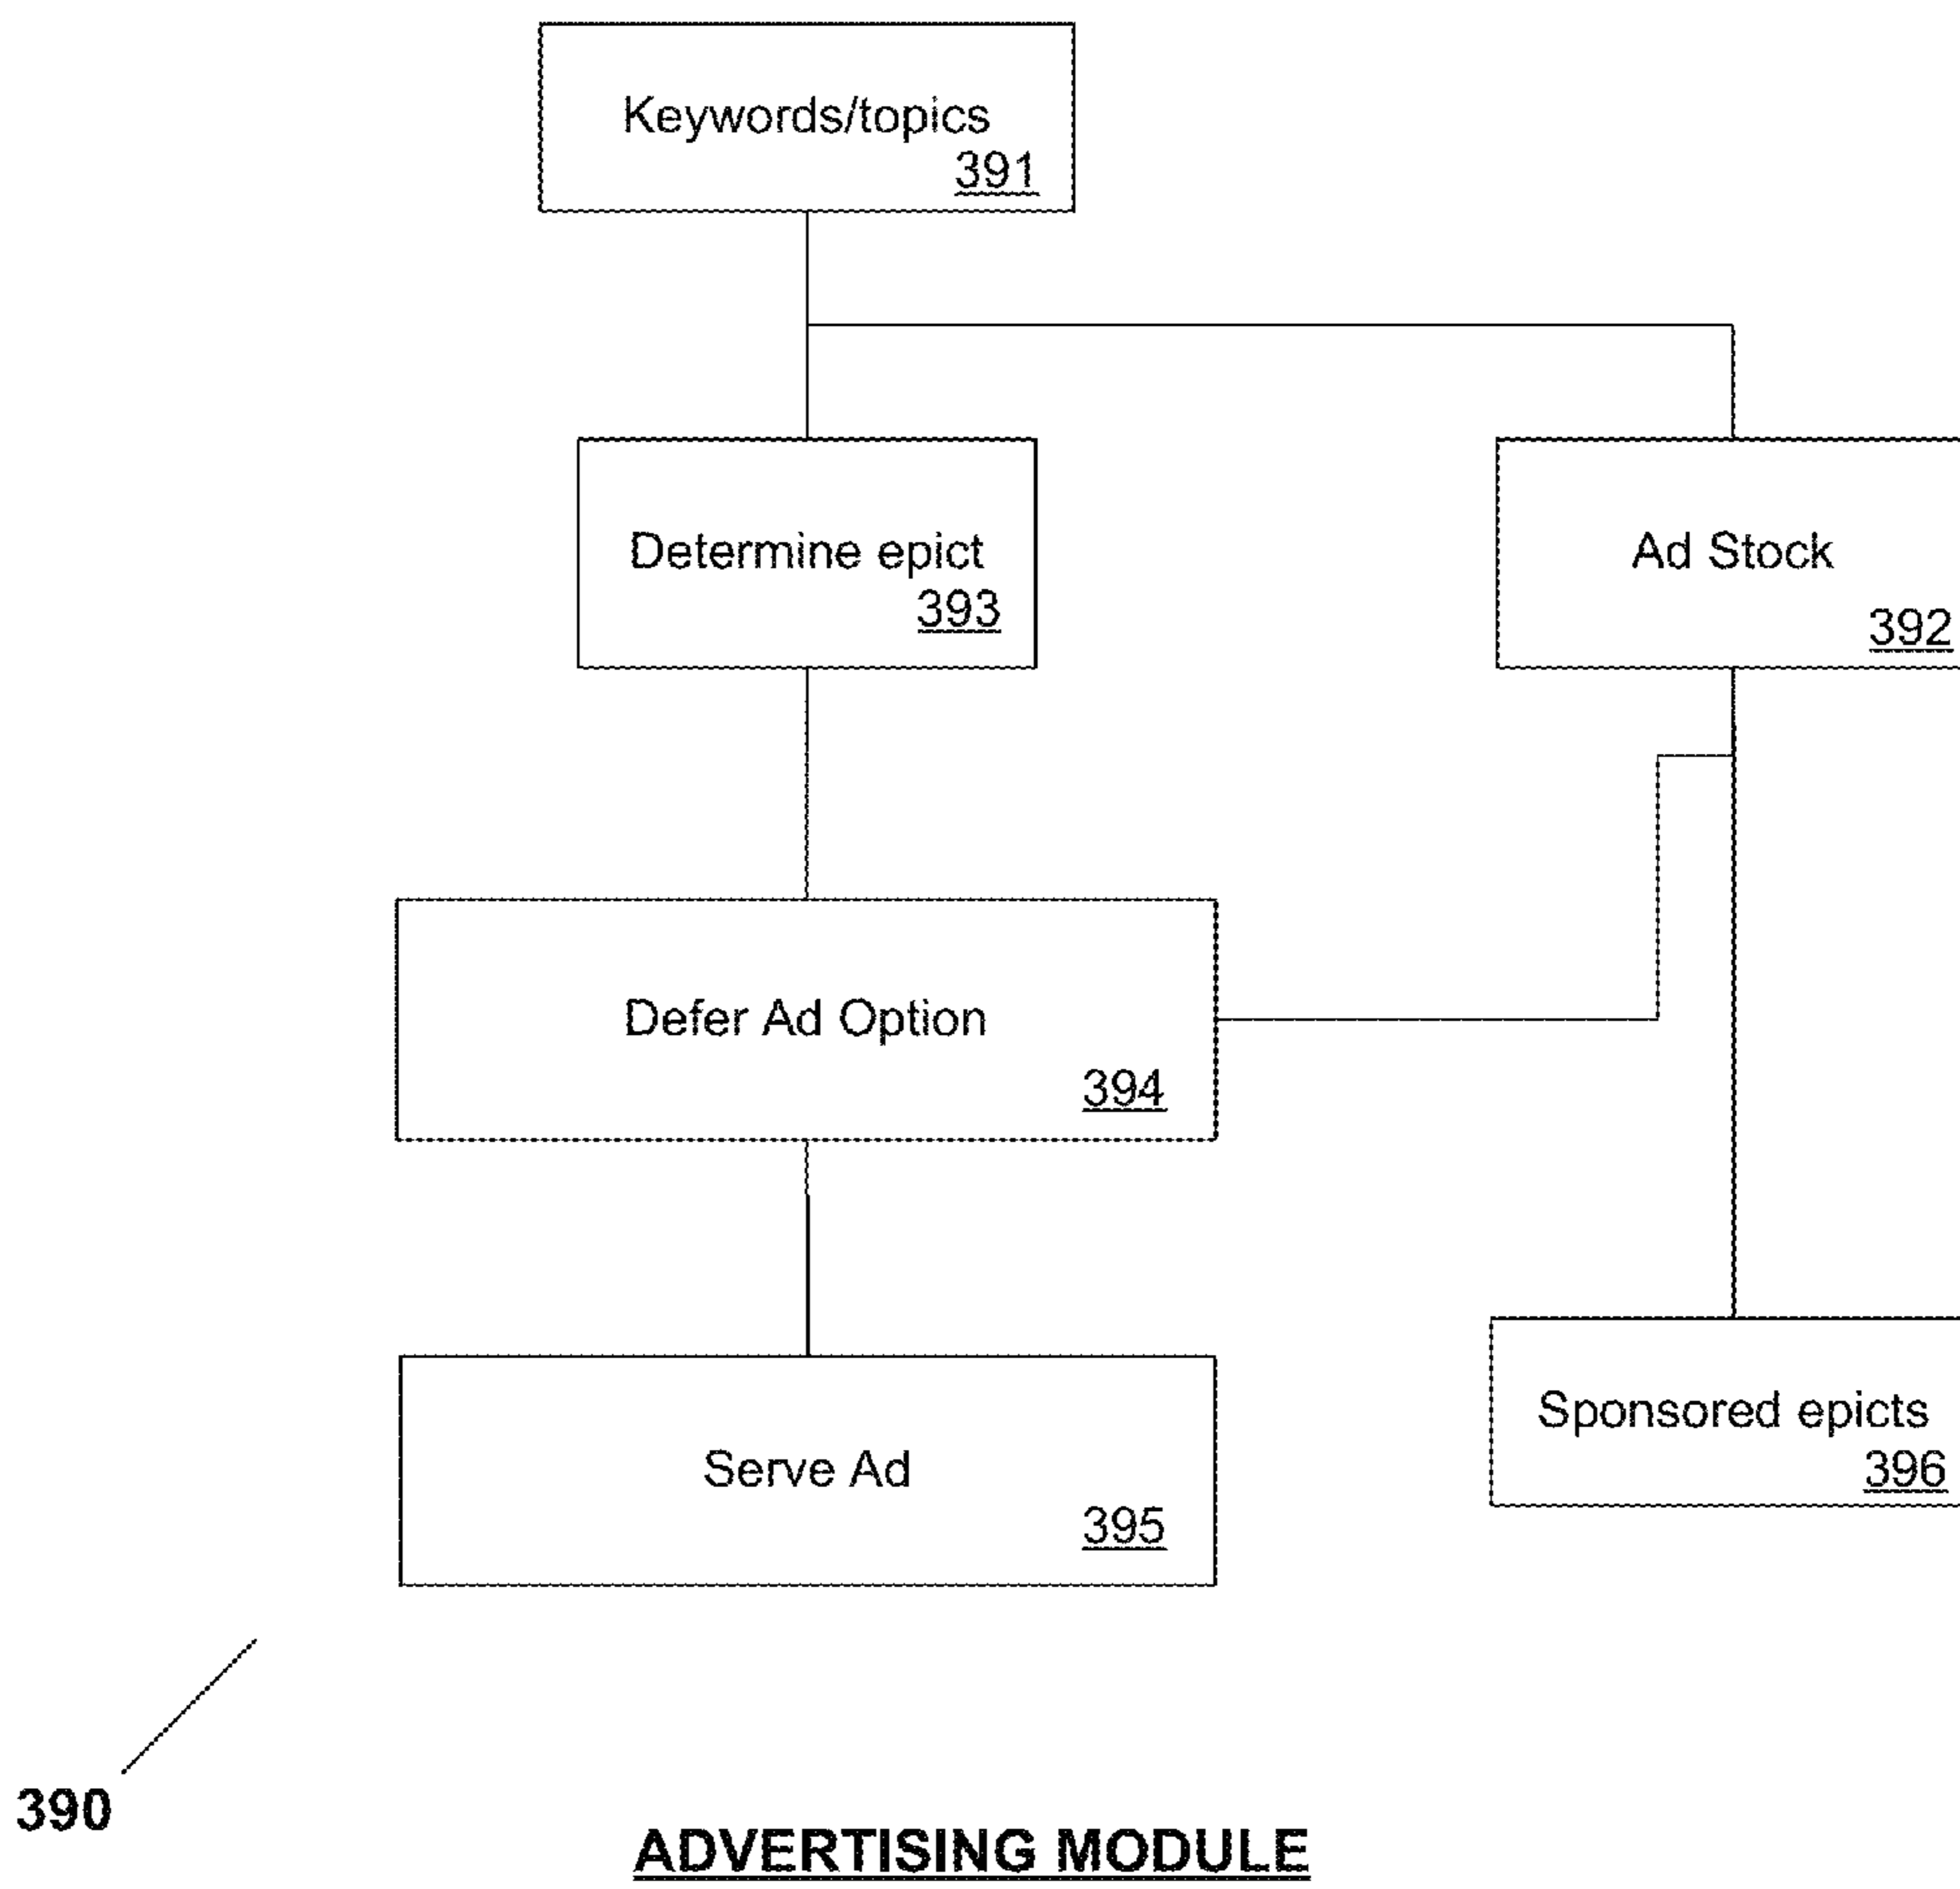 Keywords/topics
391
Determine epict
393
Ad Stock
392
Defer Ad Option
394
Serve Ad
395
Sponsored epicts
396
390
ADVERTISING MODULE